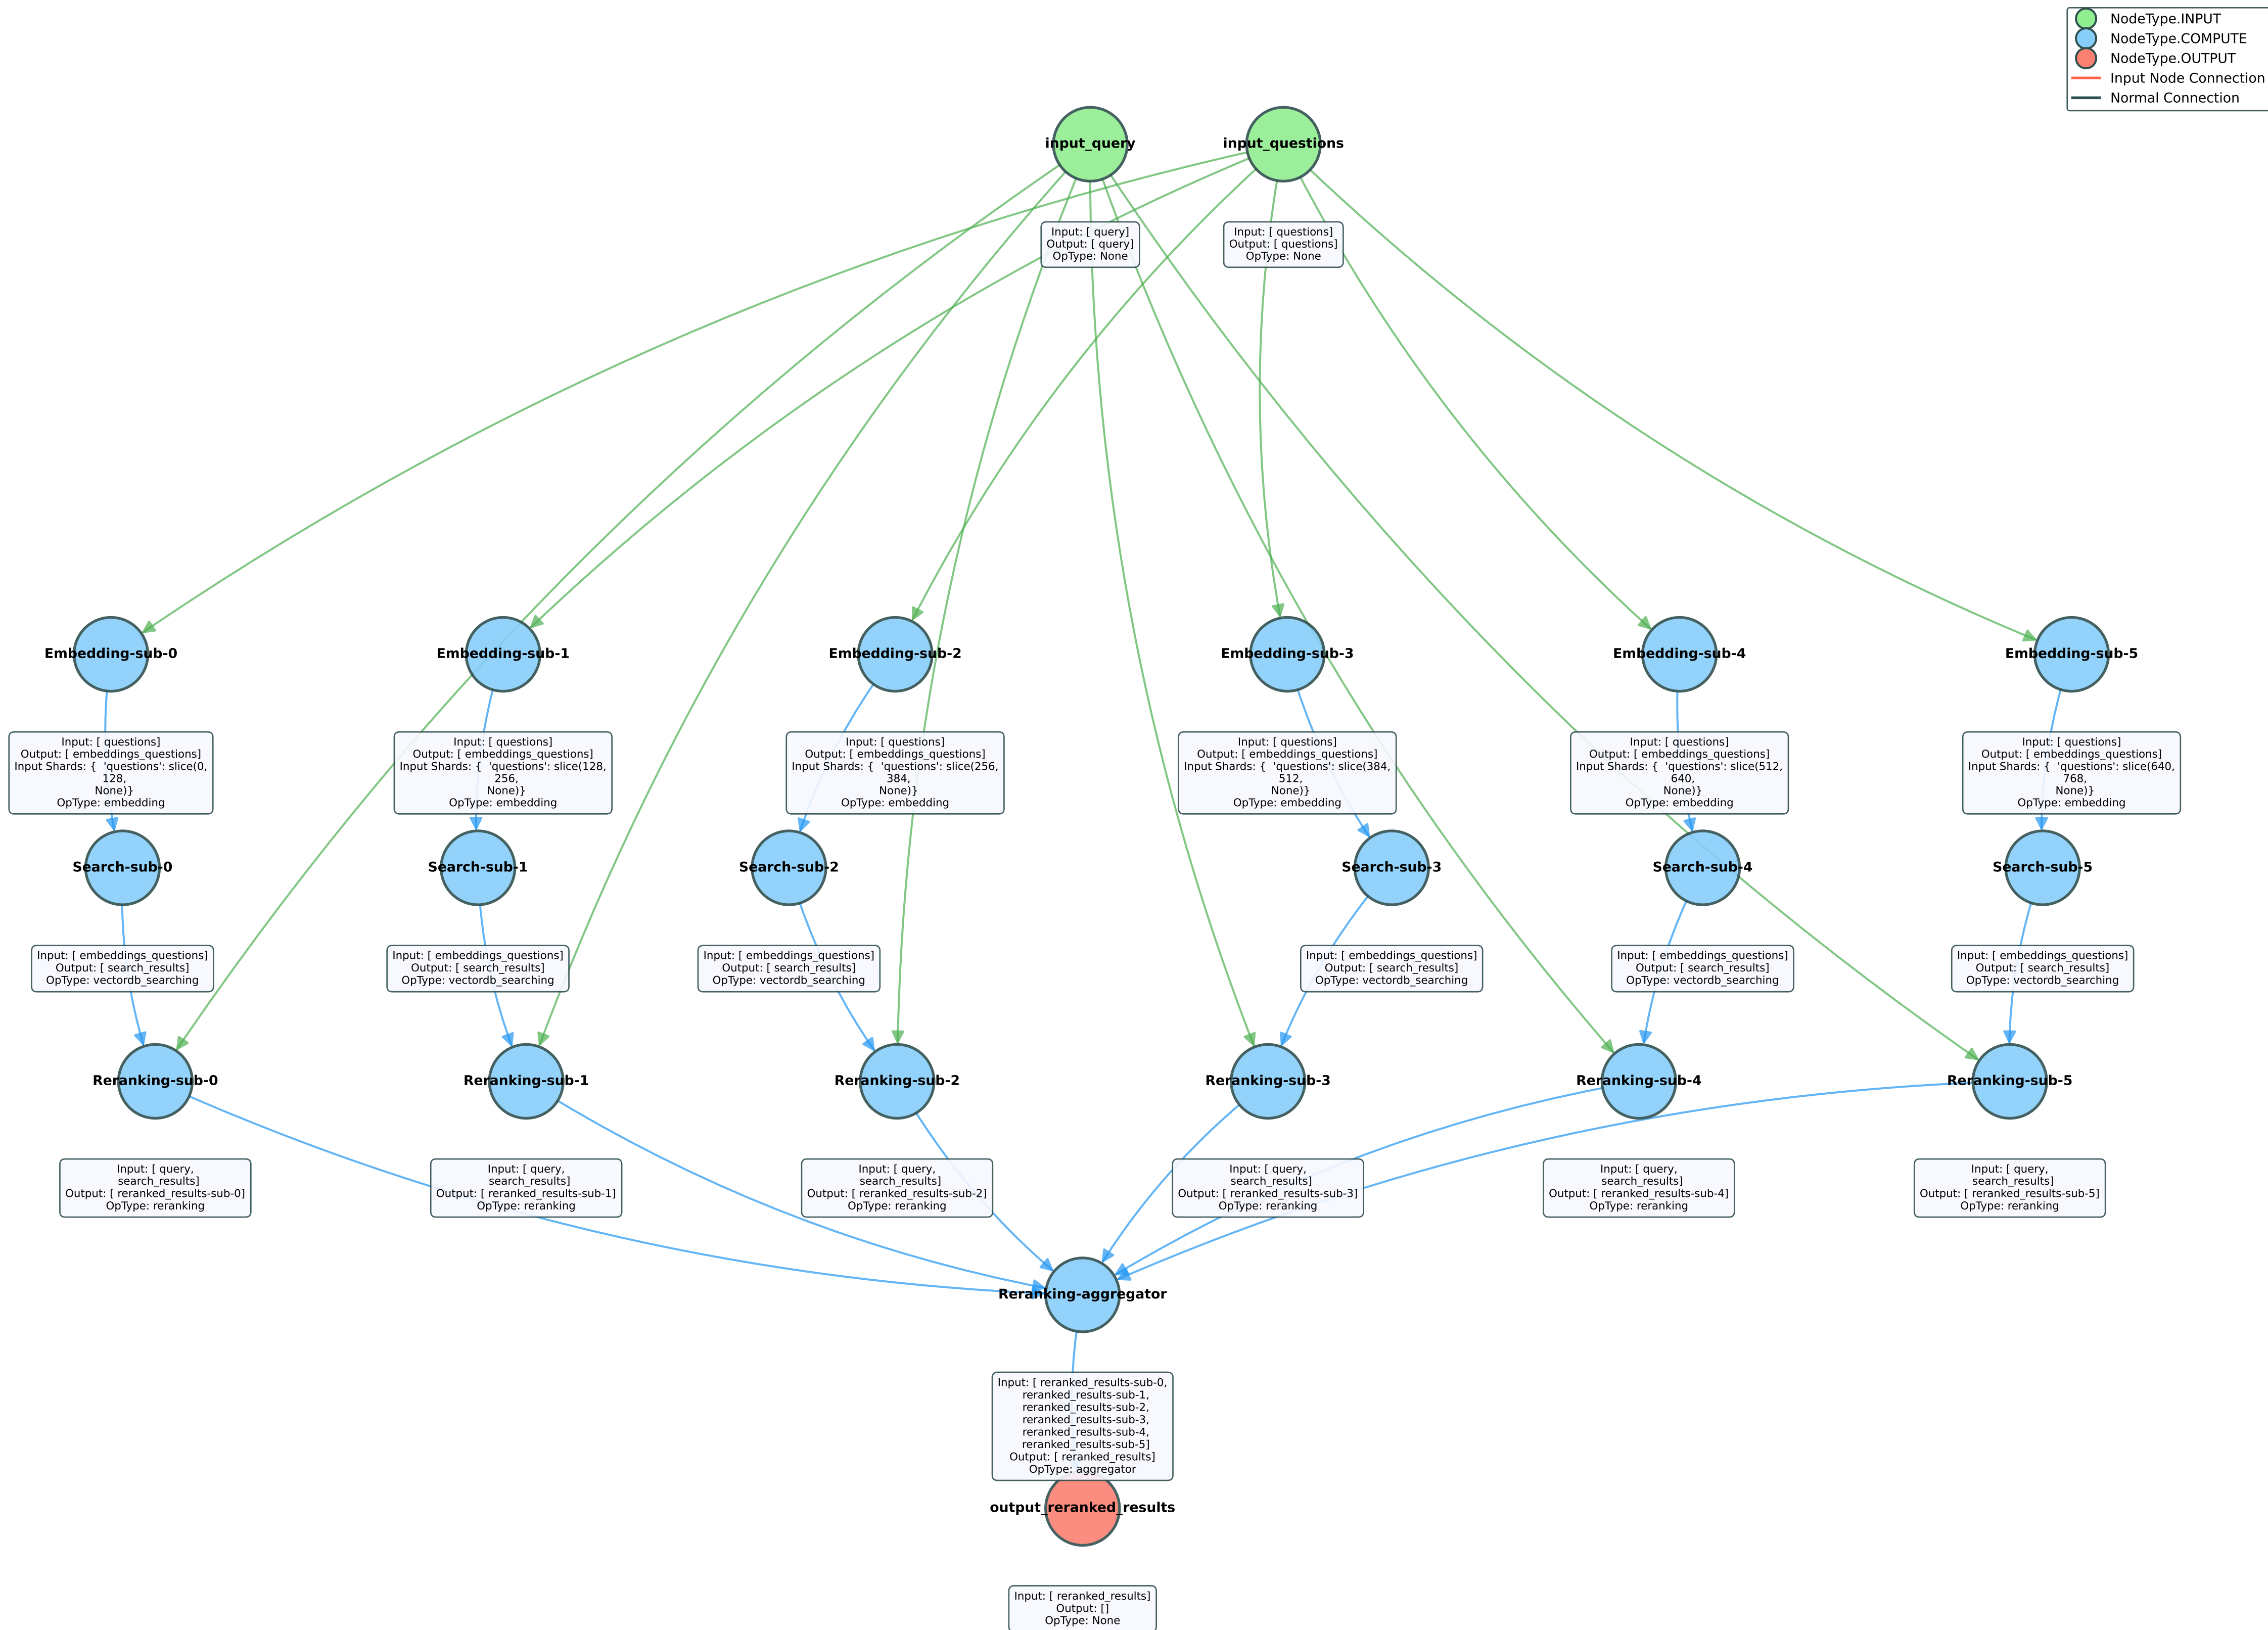 NodeType.INPUT
NodeType.COMPUTE
NodeType.OUTPUT
Input Node Connection
Normal Connection
input_query
input_questions
Input: [ query]
Output: [ query]
OpType: None
Input: [ questions]
Output: [ questions]
OpType: None
Embedding-sub-0
Embedding-sub-1
Embedding-sub-2
Embedding-sub-3
Embedding-sub-4
Embedding-sub-5
Input: [ questions]
Output: [ embeddings_questions]
Input Shards: {  'questions': slice(0,
128,
None)}
OpType: embedding
Input: [ questions]
Output: [ embeddings_questions]
Input Shards: {  'questions': slice(128,
256,
None)}
OpType: embedding
Input: [ questions]
Output: [ embeddings_questions]
Input Shards: {  'questions': slice(256,
384,
None)}
OpType: embedding
Input: [ questions]
Output: [ embeddings_questions]
Input Shards: {  'questions': slice(384,
512,
None)}
OpType: embedding
Input: [ questions]
Output: [ embeddings_questions]
Input Shards: {  'questions': slice(512,
640,
None)}
OpType: embedding
Input: [ questions]
Output: [ embeddings_questions]
Input Shards: {  'questions': slice(640,
768,
None)}
OpType: embedding
Search-sub-0
Search-sub-1
Search-sub-2
Search-sub-3
Search-sub-4
Search-sub-5
Input: [ embeddings_questions]
Output: [ search_results]
OpType: vectordb_searching
Input: [ embeddings_questions]
Output: [ search_results]
OpType: vectordb_searching
Input: [ embeddings_questions]
Output: [ search_results]
OpType: vectordb_searching
Input: [ embeddings_questions]
Output: [ search_results]
OpType: vectordb_searching
Input: [ embeddings_questions]
Output: [ search_results]
OpType: vectordb_searching
Input: [ embeddings_questions]
Output: [ search_results]
OpType: vectordb_searching
Reranking-sub-0
Reranking-sub-1
Reranking-sub-2
Reranking-sub-3
Reranking-sub-4
Reranking-sub-5
Input: [ query,
search_results]
Output: [ reranked_results-sub-0]
OpType: reranking
Input: [ query,
search_results]
Output: [ reranked_results-sub-1]
OpType: reranking
Input: [ query,
search_results]
Output: [ reranked_results-sub-2]
OpType: reranking
Input: [ query,
search_results]
Output: [ reranked_results-sub-3]
OpType: reranking
Input: [ query,
search_results]
Output: [ reranked_results-sub-4]
OpType: reranking
Input: [ query,
search_results]
Output: [ reranked_results-sub-5]
OpType: reranking
Reranking-aggregator
Input: [ reranked_results-sub-0,
reranked_results-sub-1,
reranked_results-sub-2,
reranked_results-sub-3,
reranked_results-sub-4,
reranked_results-sub-5]
Output: [ reranked_results]
OpType: aggregator
output_reranked_results
Input: [ reranked_results]
Output: []
OpType: None